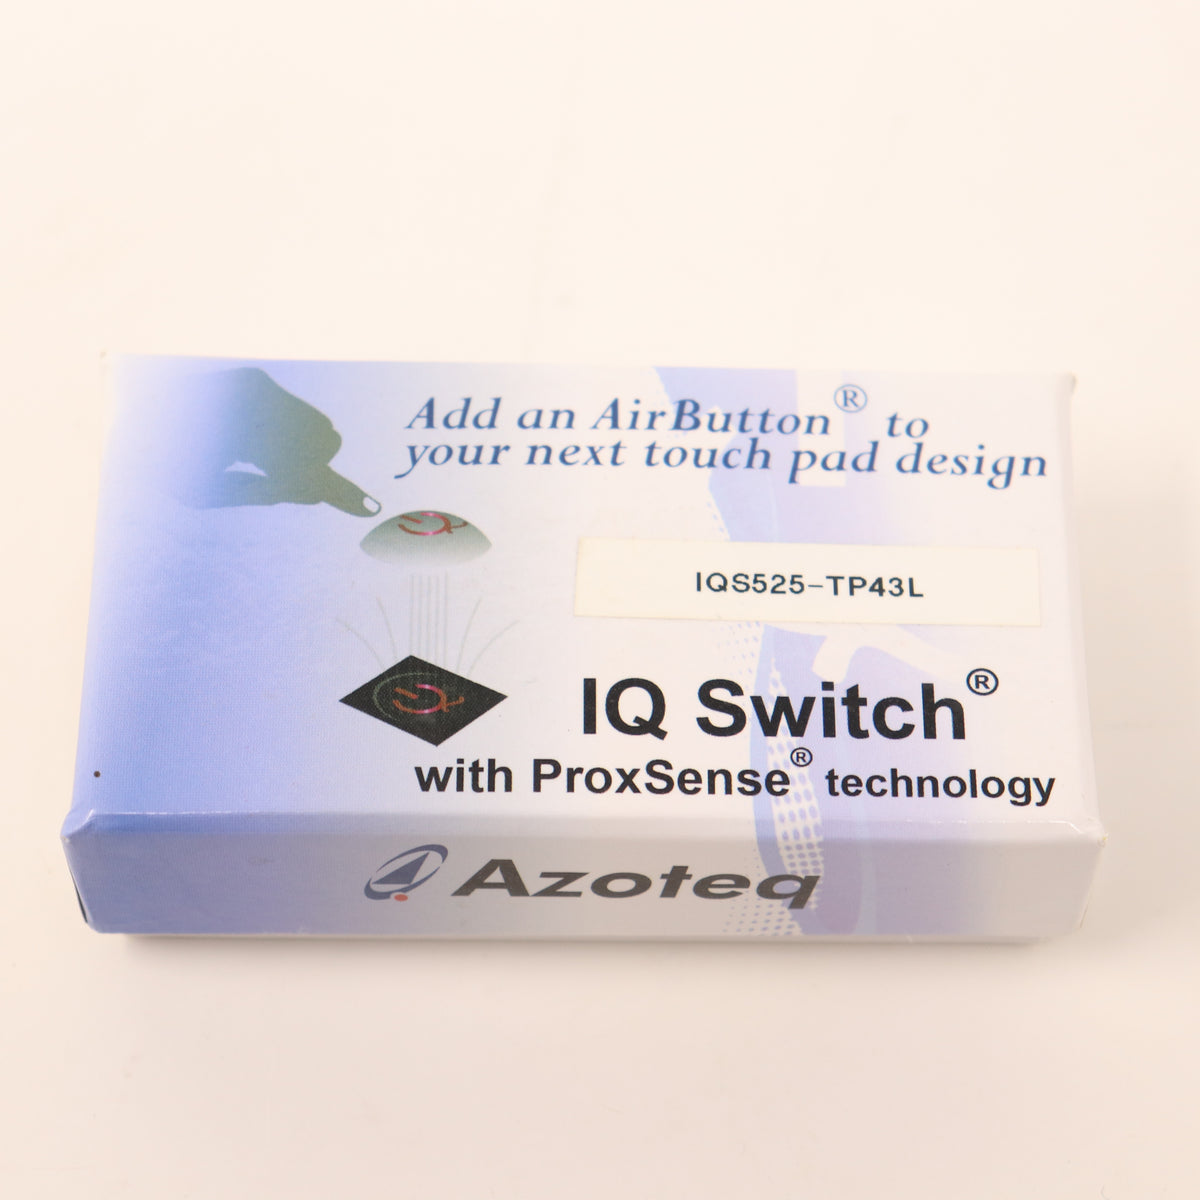 Add an AirButton® to
your next touch pad design
IQS525-TP43L
IQ Switch®
with ProxSense® technology
Azoteq